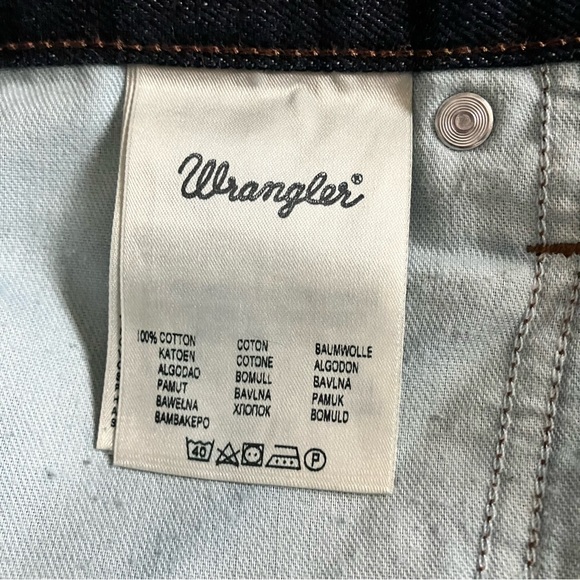 Wrangler®
100% COTTON COTON BAUMWOLLE
KATOEN COTONE ALGODON
ALGODAO BOMULL BAVLNA
PAMUT BAVLNA PAMUK
BAWEŁNA ХЛОПОК BOMULD
BAMBAKEPO
40 P